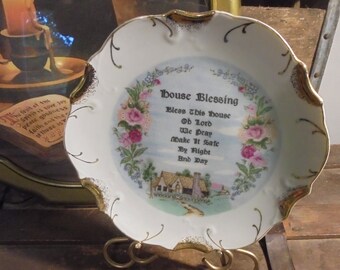 House Blessing
Bless This House
Oh Lord
We Pray
Make It Safe
By Night
And Day